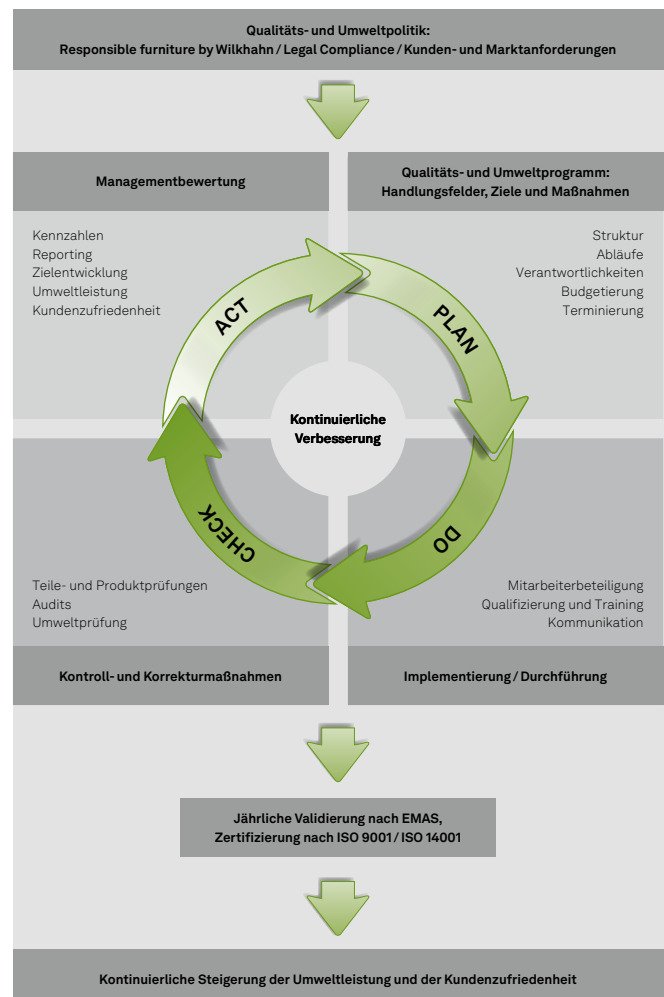 Qualitäts- und Umweltpolitik:
Responsible furniture by Wilkhahn / Legal Compliance / Kunden- und Marktanforderungen
Managementbewertung
Kennzahlen
Reporting
Zielentwicklung
Umweltleistung
Kundenzufriedenheit
Qualitäts- und Umweltprogramm:
Handlungsfelder, Ziele und Maßnahmen
Struktur
Abläufe
Verantwortlichkeiten
Budgetierung
Terminierung
ACT
PLAN
Kontinuierliche
Verbesserung
CHECK
DO
Teile- und Produktprüfungen
Audits
Umweltprüfung
Kontroll- und Korrekturmaßnahmen
Mitarbeiterbeteiligung
Qualifizierung und Training
Kommunikation
Implementierung / Durchführung
Jährliche Validierung nach EMAS,
Zertifizierung nach ISO 9001 / ISO 14001
Kontinuierliche Steigerung der Umweltleistung und der Kundenzufriedenheit